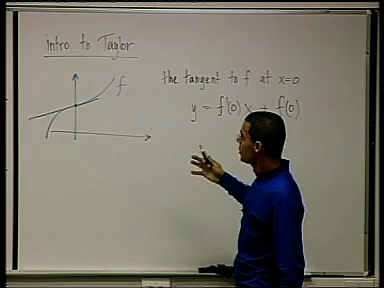 intro to Taylor
f
the tangent to f at x=0
y = f'(0) x + f(0)